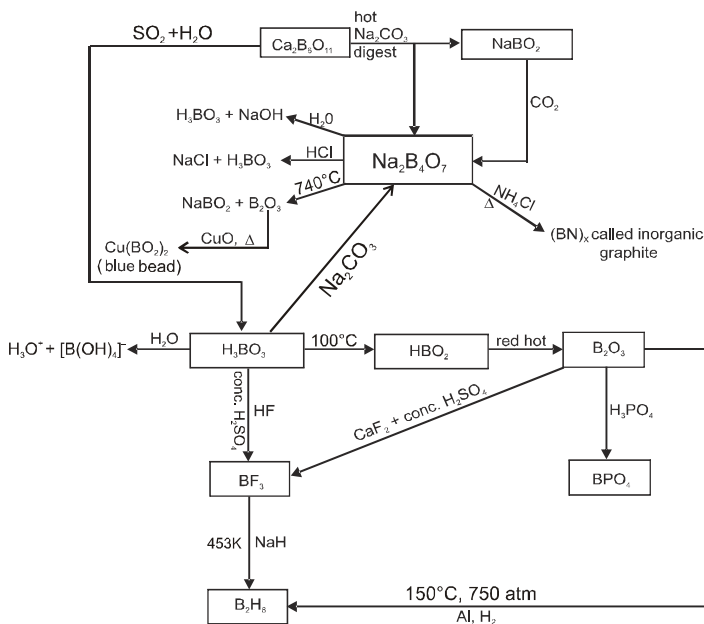 SO₂ +H₂O
Ca₂B₆O₁₁
hot
Na₂CO₃
digest
NaBO₂
CO₂
H₃BO₃ + NaOH
H₂0
NaCl + H₃BO₃
HCl
Na₂B₄O₇
NaBO₂ + B₂O₃
740°C
NH₄Cl
Δ
Cu(BO₂)₂
CuO, Δ
(blue bead)
(BN)ₓ called inorganic
graphite
Na₂CO₃
H₃O⁺ + [B(OH)₄]⁻
H₂O
H₃BO₃
100°C
HBO₂
red hot
B₂O₃
conc. H₂SO₄
HF
CaF₂ + conc. H₂SO₄
H₃PO₄
BF₃
BPO₄
453K
NaH
B₂H₆
150°C, 750 atm
Al, H₂